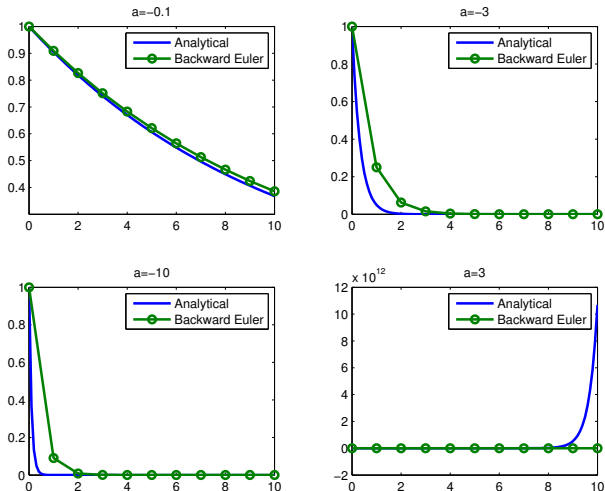 a=−0.1
1
0.9
0.8
0.7
0.6
0.5
0.4
0 2 4 6 8 10
Analytical
Backward Euler
a=−3
1
0.8
0.6
0.4
0.2
0
0 2 4 6 8 10
Analytical
Backward Euler
a=−10
1
0.8
0.6
0.4
0.2
0
0 2 4 6 8 10
Analytical
Backward Euler
x 10^12
a=3
12
10
8
6
4
2
0
−2
0 2 4 6 8 10
Analytical
Backward Euler